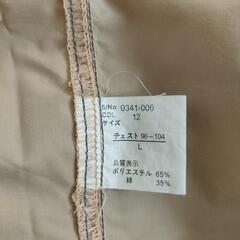 S/No. 0341-006
COL. 12
サイズ
チェスト 96～104
L
品質表示
ポリエステル 65%
綿 35%